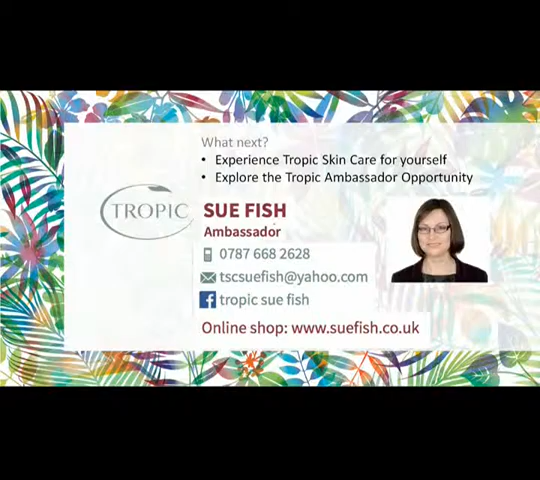 What next?
• Experience Tropic Skin Care for yourself
• Explore the Tropic Ambassador Opportunity
TROPIC
SUE FISH
Ambassador
0787 668 2628
tscsuefish@yahoo.com
f tropic sue fish
Online shop: www.suefish.co.uk